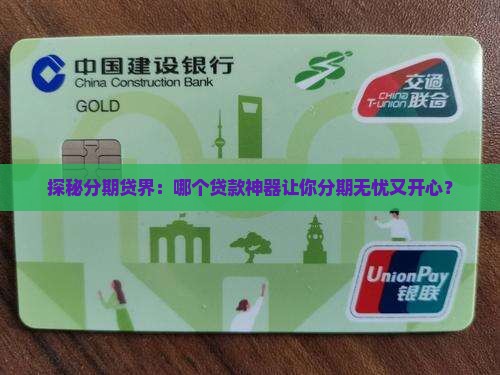 中国建设银行
China Construction Bank
GOLD
交通
联合
CHINA
T-UNION
探秘分期贷界：哪个贷款神器让你分期无忧又开心？
UnionPay
银联